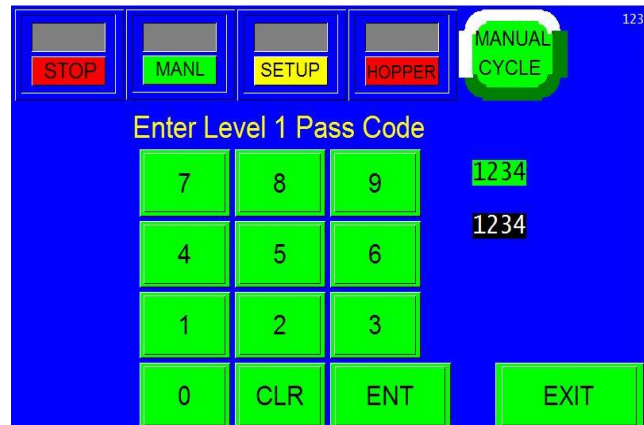 STOP MANL SETUP HOPPER MANUAL CYCLE 123
Enter Level 1 Pass Code
7 8 9 1234
1234
4 5 6
1 2 3
0 CLR ENT EXIT